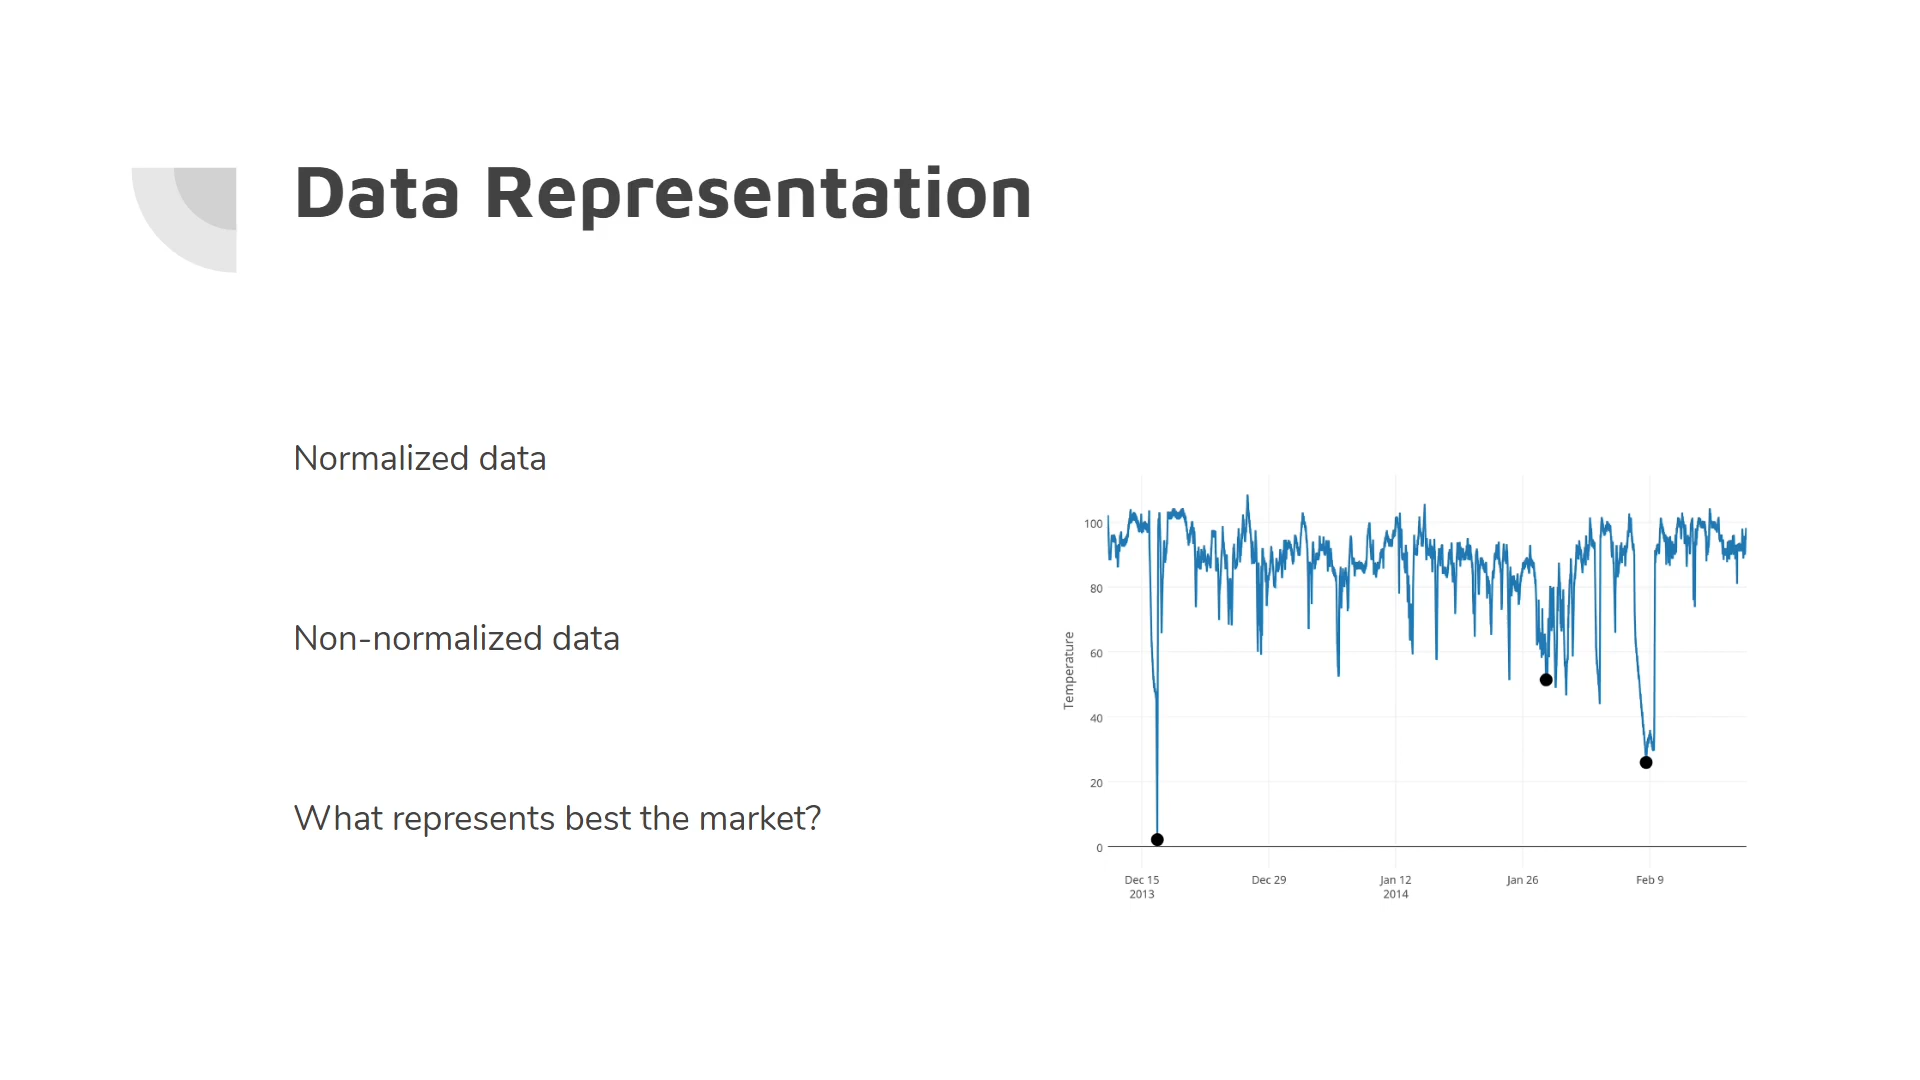 Data Representation
Normalized data
Non-normalized data
What represents best the market?
Temperature
100
80
60
40
20
0
Dec 15
2013
Dec 29
Jan 12
2014
Jan 26
Feb 9